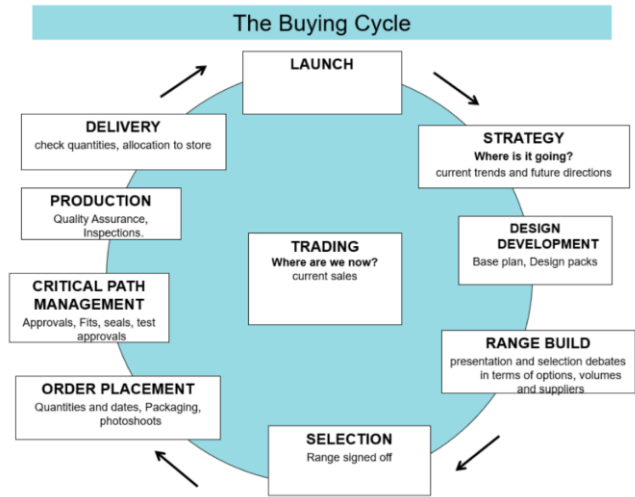 The Buying Cycle
LAUNCH
STRATEGY
Where is it going?
current trends and future directions
DESIGN
DEVELOPMENT
Base plan, Design packs
RANGE BUILD
presentation and selection debates
in terms of options, volumes
and suppliers
SELECTION
Range signed off
ORDER PLACEMENT
Quantities and dates, Packaging,
photoshoots
CRITICAL PATH
MANAGEMENT
Approvals, Fits, seals, test
approvals
PRODUCTION
Quality Assurance,
Inspections.
DELIVERY
check quantities, allocation to store
TRADING
Where are we now?
current sales